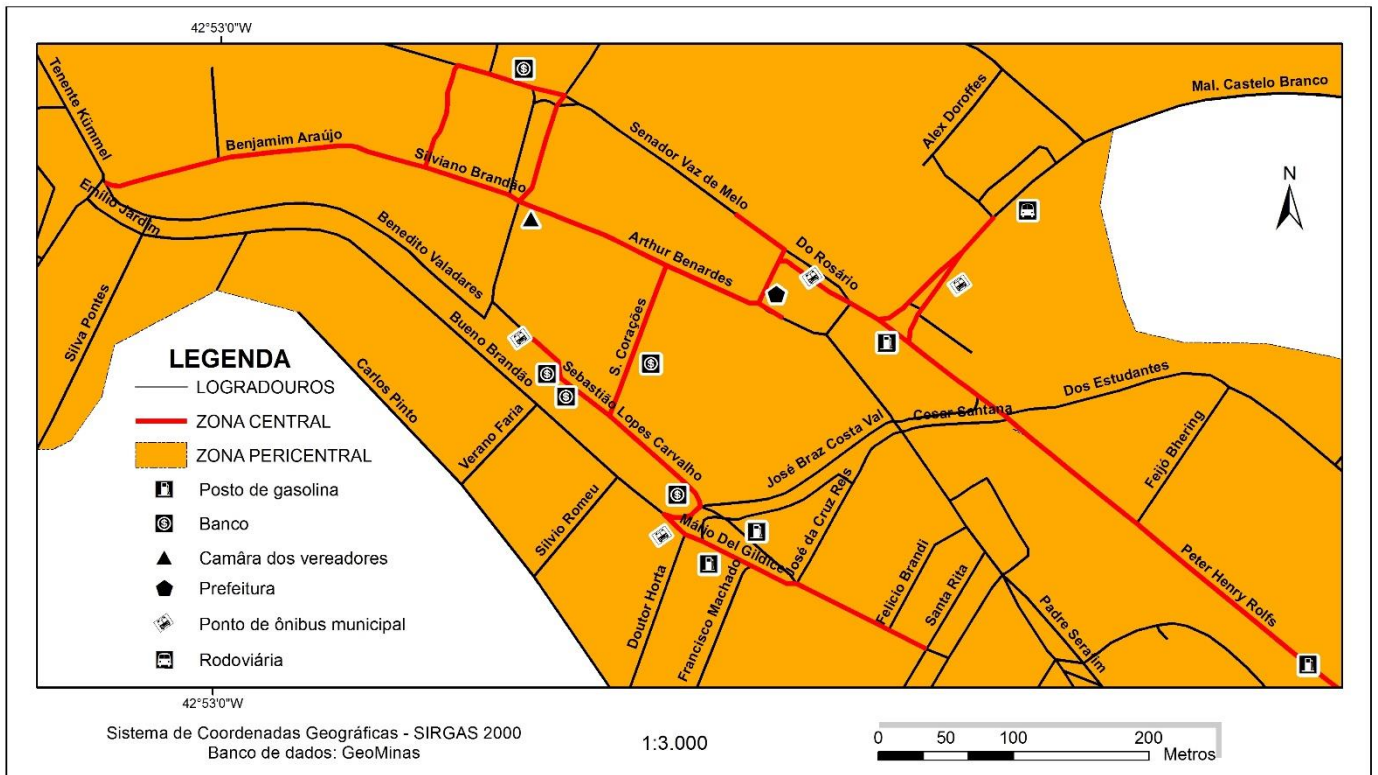 42°53'0"W
Tenente Kümmel
Benjamim Araújo
Silviano Brandão
Senador Vaz de Melo
Alex Doroffes
Mal. Castelo Branco
Emílio Jardim
Benedito Valadares
Arthur Benardes
Do Rosário
N
Silva Pontes
Bueno Brandão
S. Corações
Sebastião Lopes Carvalho
Carlos Pinto
Verano Faria
José Braz Costa Val
Cesar Santana
Dos Estudantes
Feijó Bhering
Silvio Romeu
Mário Del Gildice
José da Cruz Reis
Doutor Horta
Francisco Machado
Felício Brandi
Santa Rita
Padre Serafim
Peter Henry Rolfs
LEGENDA
LOGRADOUROS
ZONA CENTRAL
ZONA PERICENTRAL
Posto de gasolina
Banco
Camâra dos vereadores
Prefeitura
Ponto de ônibus municipal
Rodoviária
42°53'0"W
Sistema de Coordenadas Geográficas - SIRGAS 2000
Banco de dados: GeoMinas
1:3.000
0 50 100 200
Metros